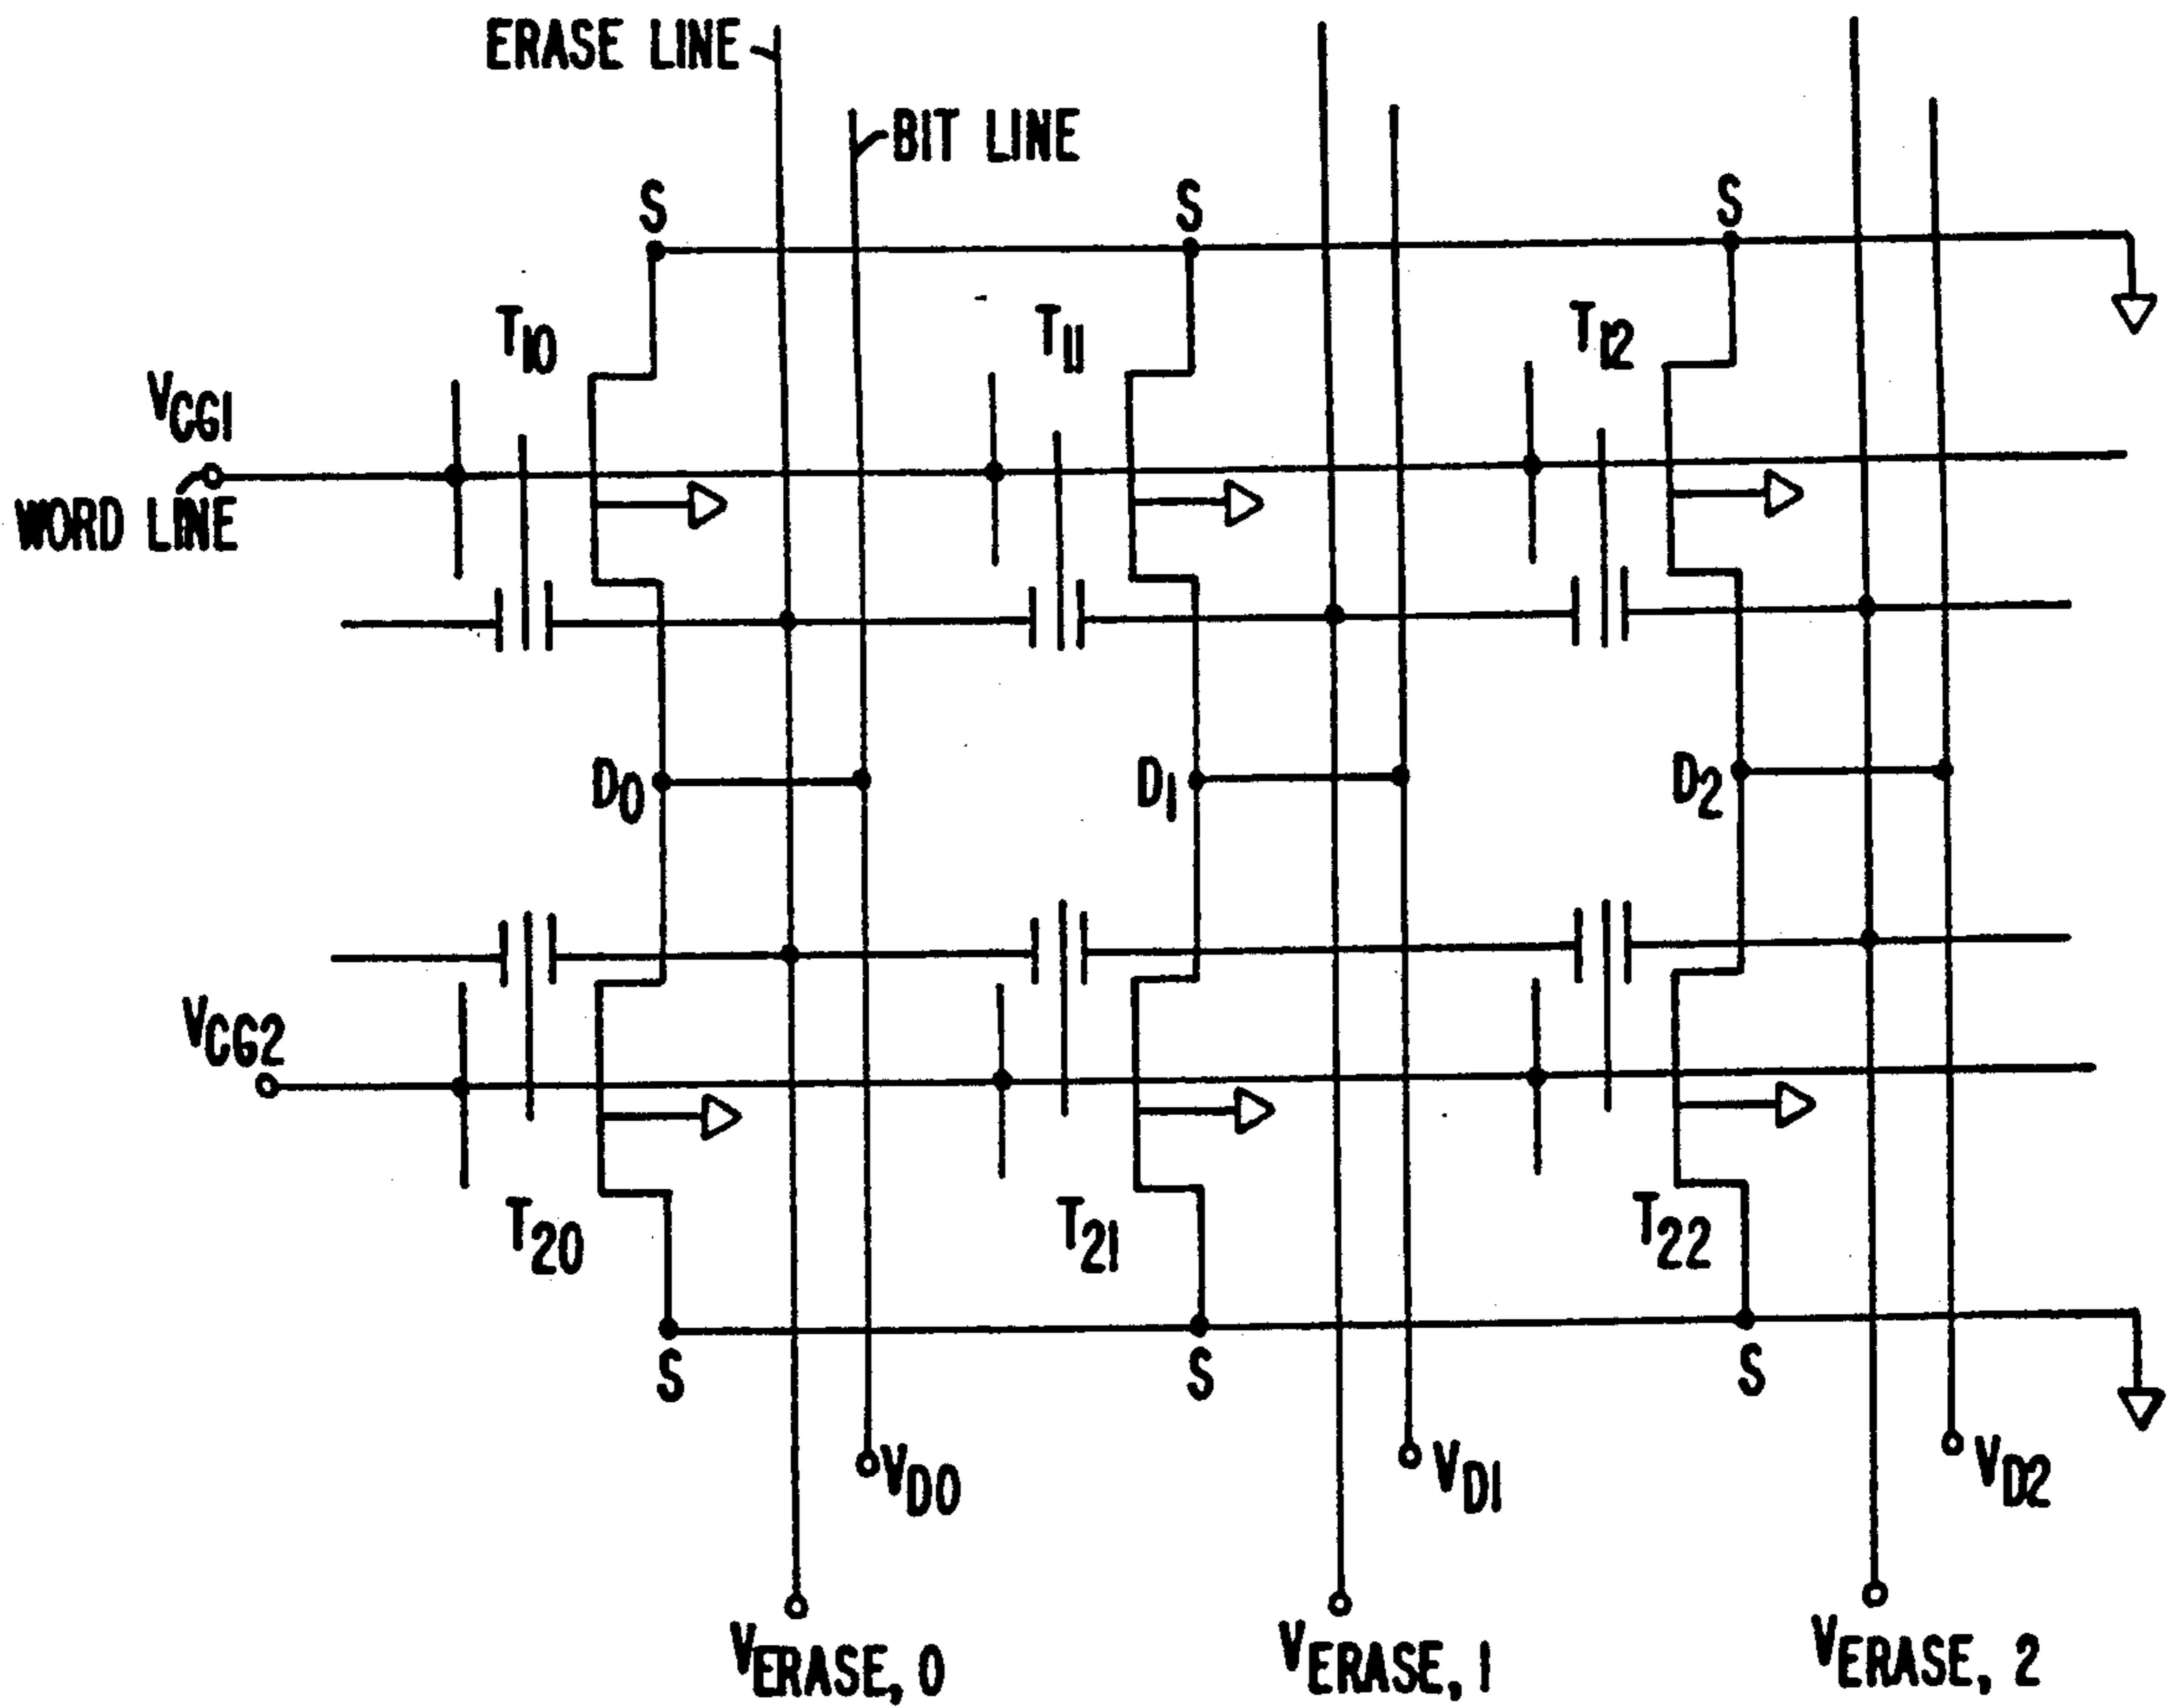 ERASE LINE
BIT LINE
S
S
S
T10
T11
T12
VCG1
WORD LINE
D0
D1
D2
VCG2
T20
T21
T22
S
S
S
VD0
VD1
VD2
VERASE, 0
VERASE, 1
VERASE, 2